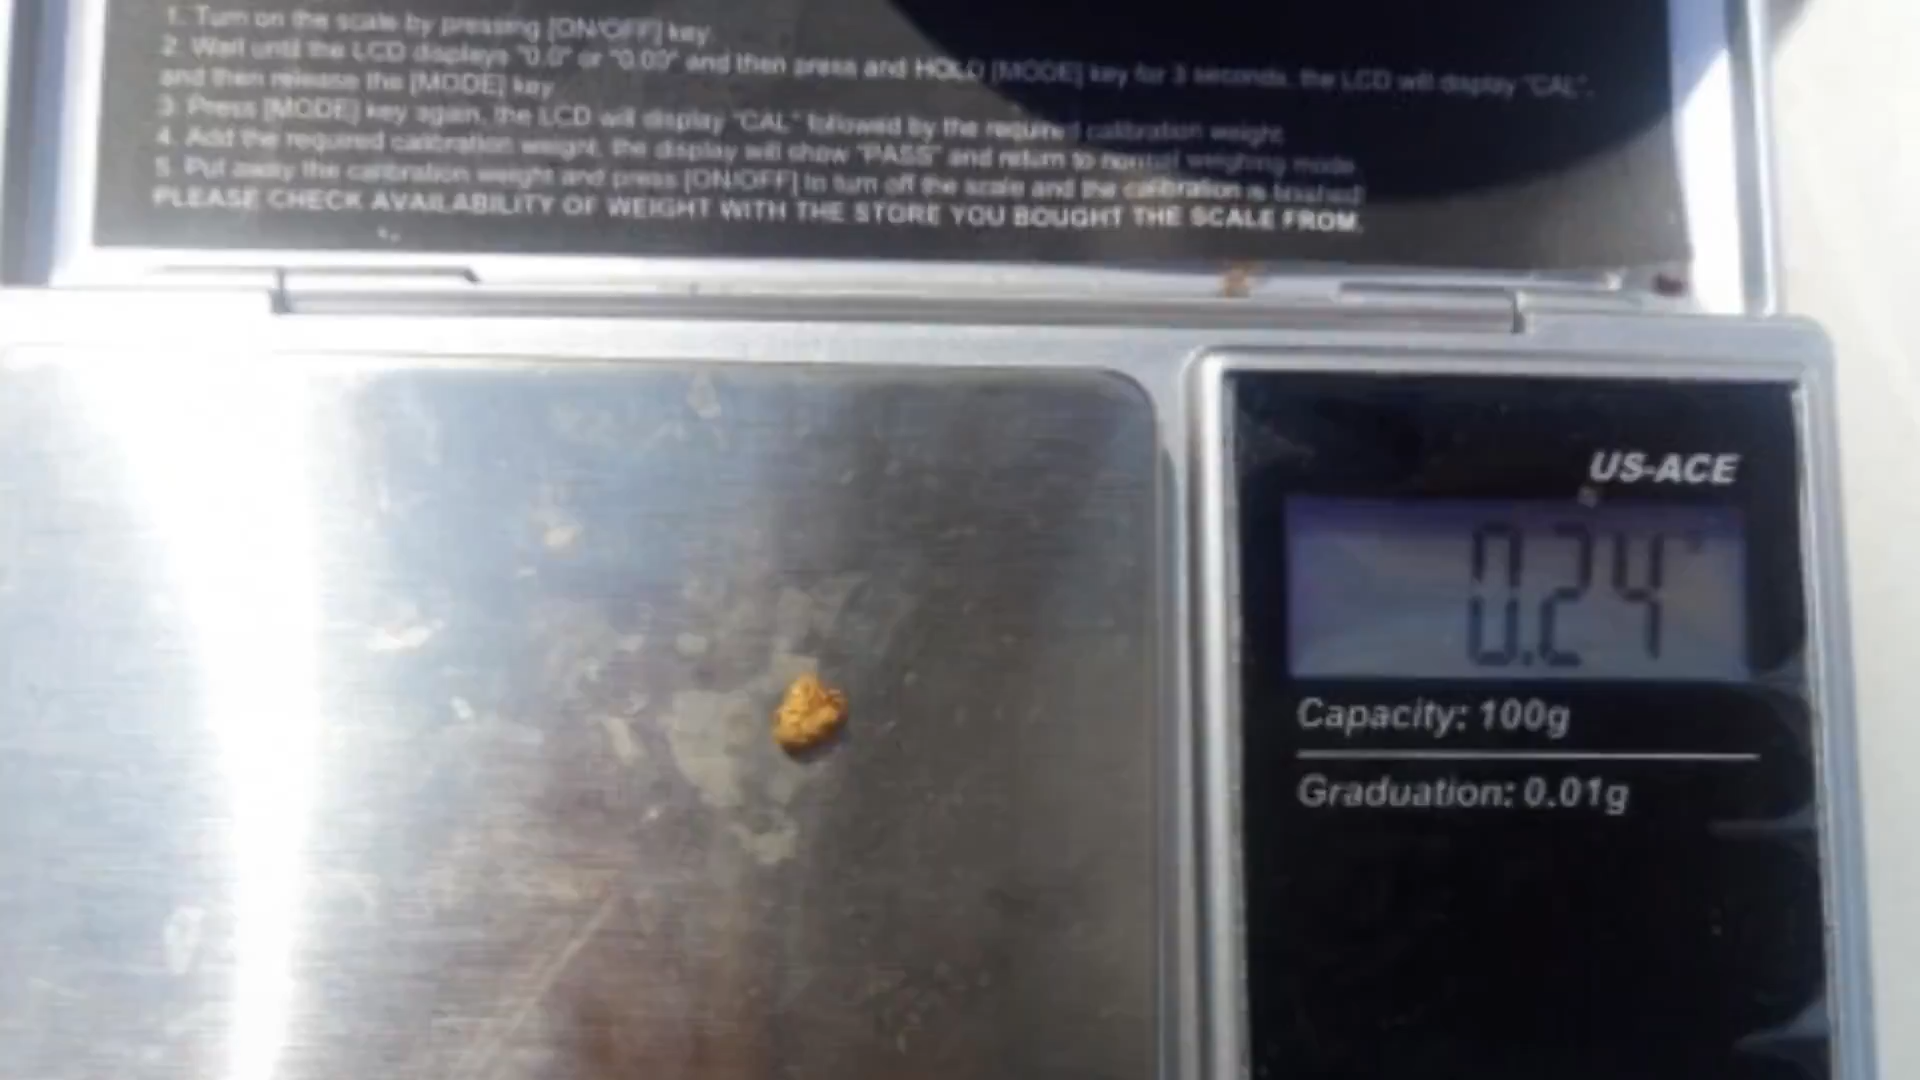 1. Turn on the scale by pressing [ON/OFF] key.
2. Wait until the LCD displays "0.0" or "0.00" and then press and HOLD [MODE] key for 3 seconds, the LCD will display "CAL",
and then release the [MODE] key
3. Press [MODE] key again, the LCD will display "CAL" followed by the required calibration weight
4. Add the required calibration weight, the display will show "PASS" and return to normal weighing mode.
5. Put away the calibration weight and press [ON/OFF] to turn off the scale and the calibration is finished
PLEASE CHECK AVAILABILITY OF WEIGHT WITH THE STORE YOU BOUGHT THE SCALE FROM.
US-ACE
0.24
Capacity: 100g
Graduation: 0.01g